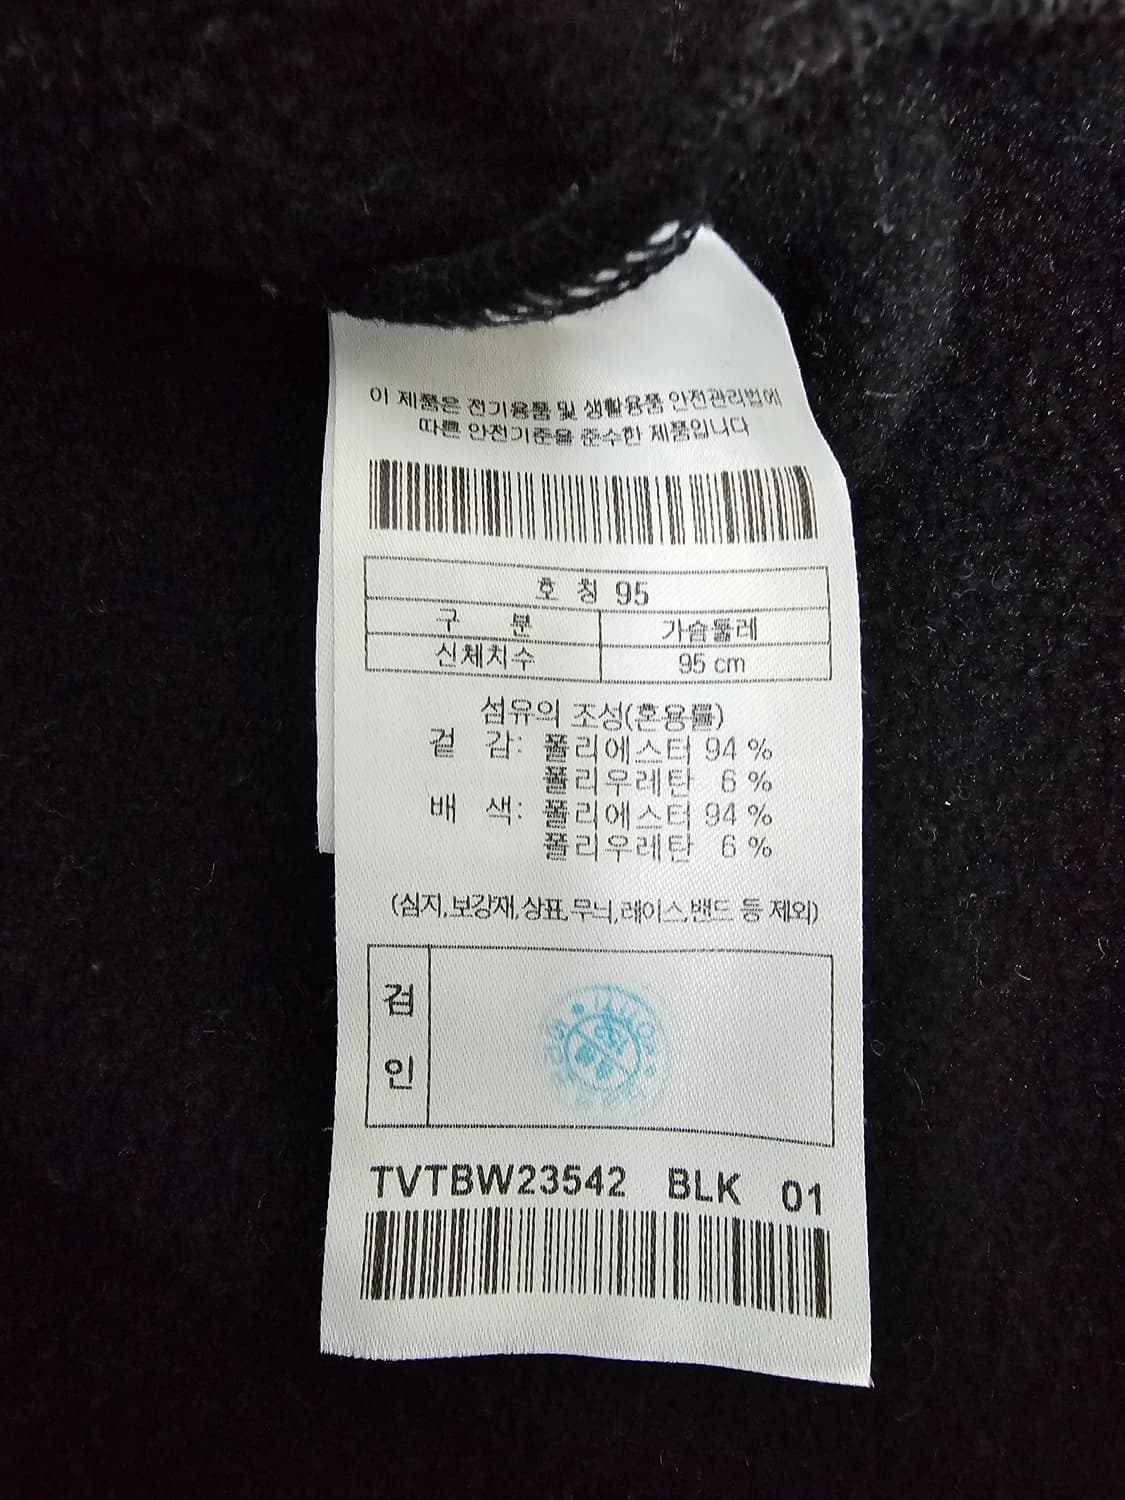 이 제품은 전기용품 및 생활용품 안전관리법에
따른 안전기준을 준수한 제품입니다
호 칭 95
구 분 가슴둘레
신체치수 95 cm
섬유의 조성(혼용률)
겉 감: 폴리에스터 94 %
폴리우레탄 6 %
배 색: 폴리에스터 94 %
폴리우레탄 6 %
(심지,보강재,상표,무늬,레이스,밴드 등 제외)
검
인
TVTBW23542 BLK 01